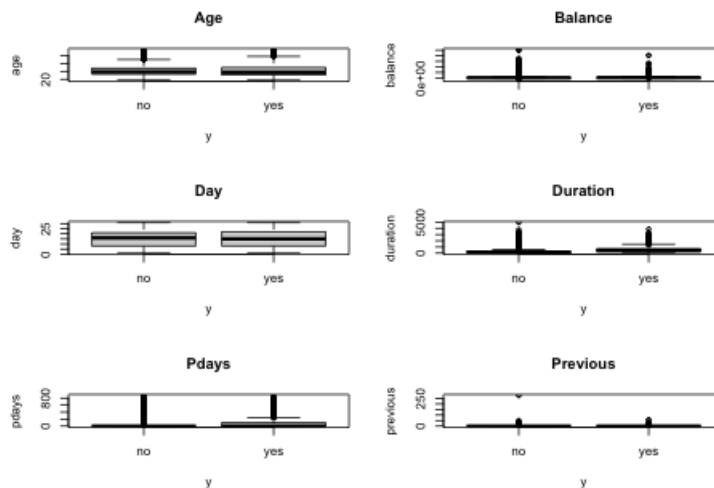 Age
age
20
no yes
y
Balance
balance
0e+00
no yes
y
Day
day
25
0
no yes
y
Duration
duration
5000
0
no yes
y
Pdays
pdays
800
0
no yes
y
Previous
previous
250
0
no yes
y